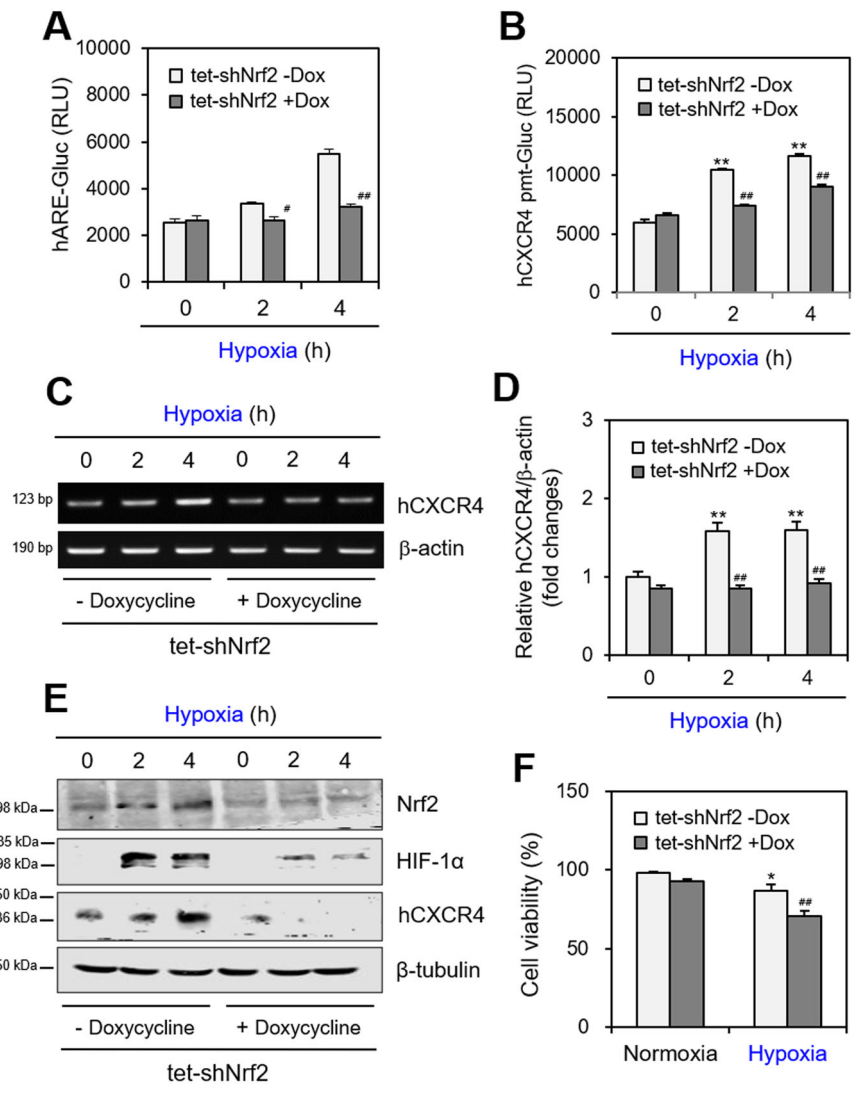 A
hARE-Gluc (RLU)
10000
8000
6000
4000
2000
0
tet-shNrf2 -Dox
tet-shNrf2 +Dox
#
##
0 2 4
Hypoxia (h)
B
hCXCR4 pmt-Gluc (RLU)
20000
15000
10000
5000
0
tet-shNrf2 -Dox
tet-shNrf2 +Dox
**
##
**
##
0 2 4
Hypoxia (h)
C
Hypoxia (h)
0 2 4 0 2 4
123 bp
hCXCR4
190 bp
β-actin
- Doxycycline + Doxycycline
tet-shNrf2
D
Relative hCXCR4/β-actin
(fold changes)
3
2
1
0
tet-shNrf2 -Dox
tet-shNrf2 +Dox
**
##
**
##
0 2 4
Hypoxia (h)
E
Hypoxia (h)
0 2 4 0 2 4
98 kDa
Nrf2
35 kDa
98 kDa
HIF-1α
50 kDa
36 kDa
hCXCR4
50 kDa
β-tubulin
- Doxycycline + Doxycycline
tet-shNrf2
F
Cell viability (%)
150
100
50
0
tet-shNrf2 -Dox
tet-shNrf2 +Dox
*
##
Normoxia Hypoxia